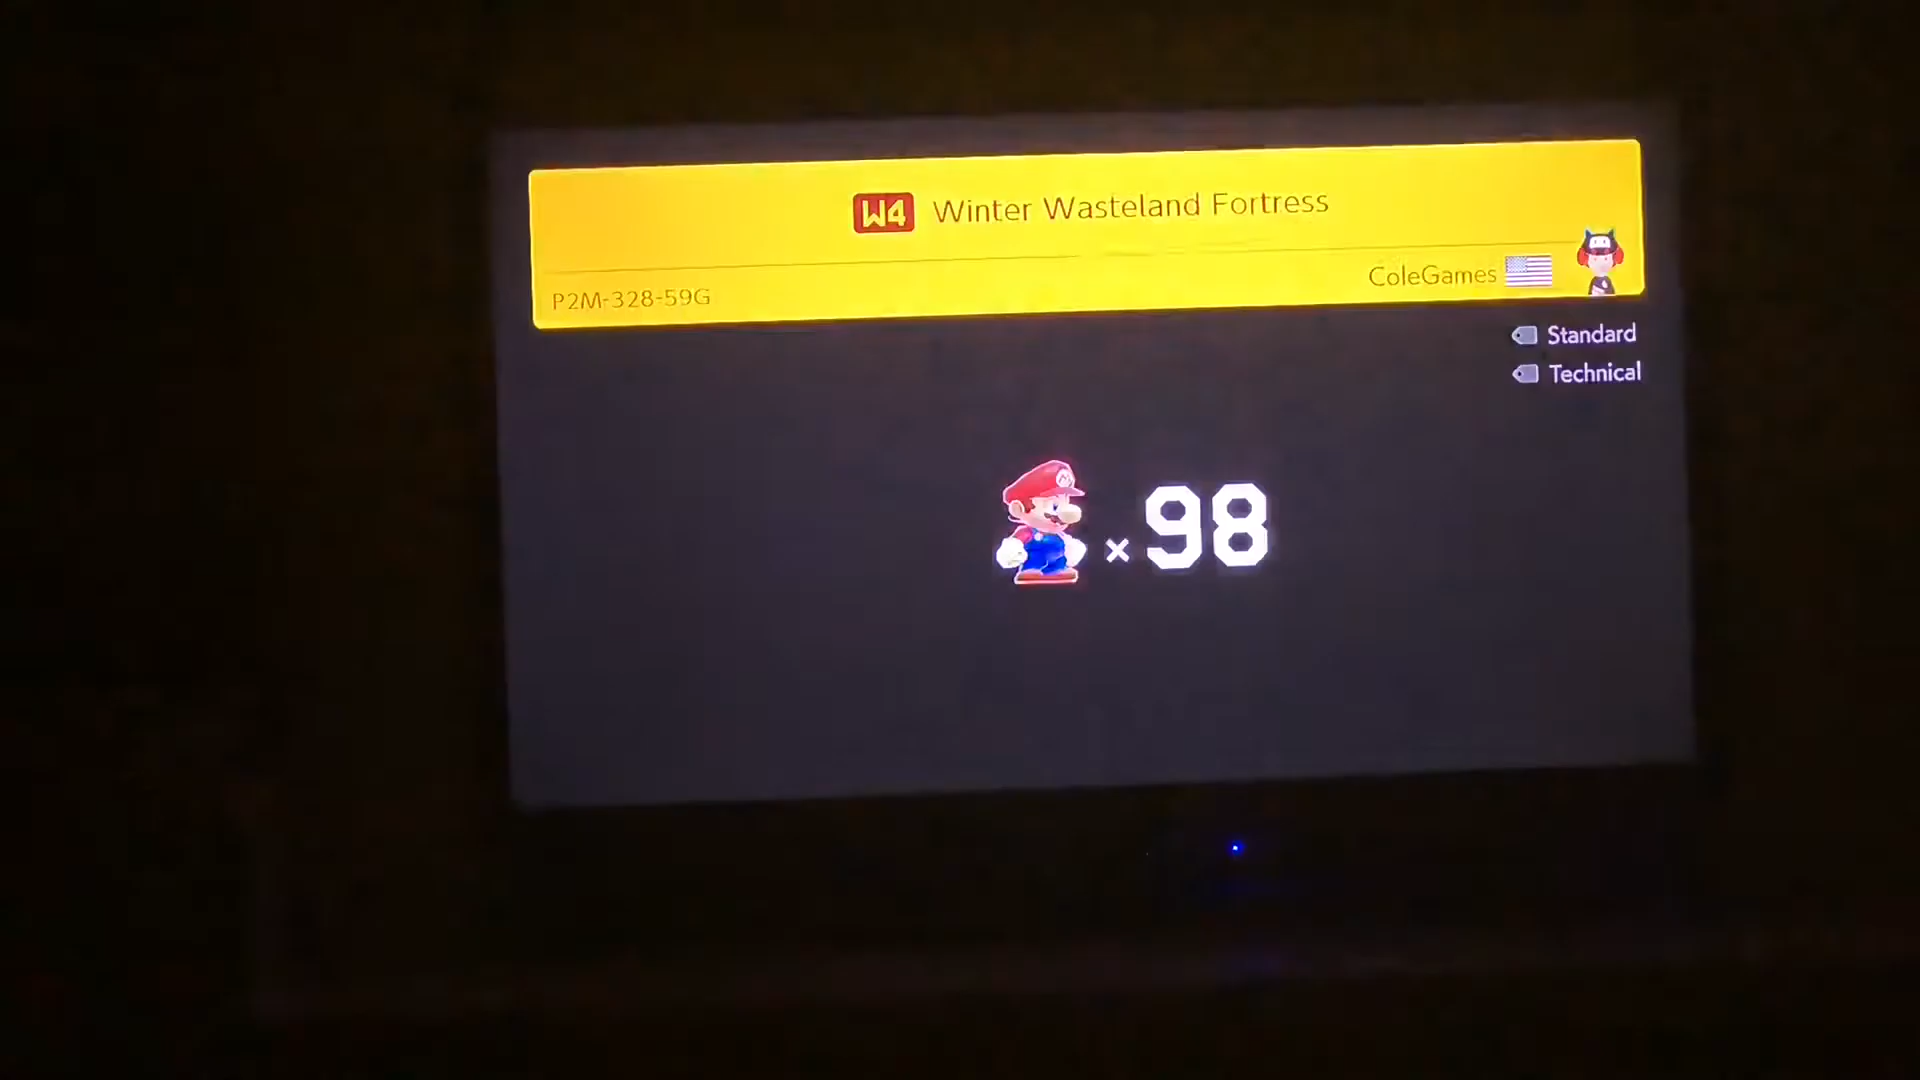 W4 Winter Wasteland Fortress
P2M-328-59G
ColeGames
Standard
Technical
× 98